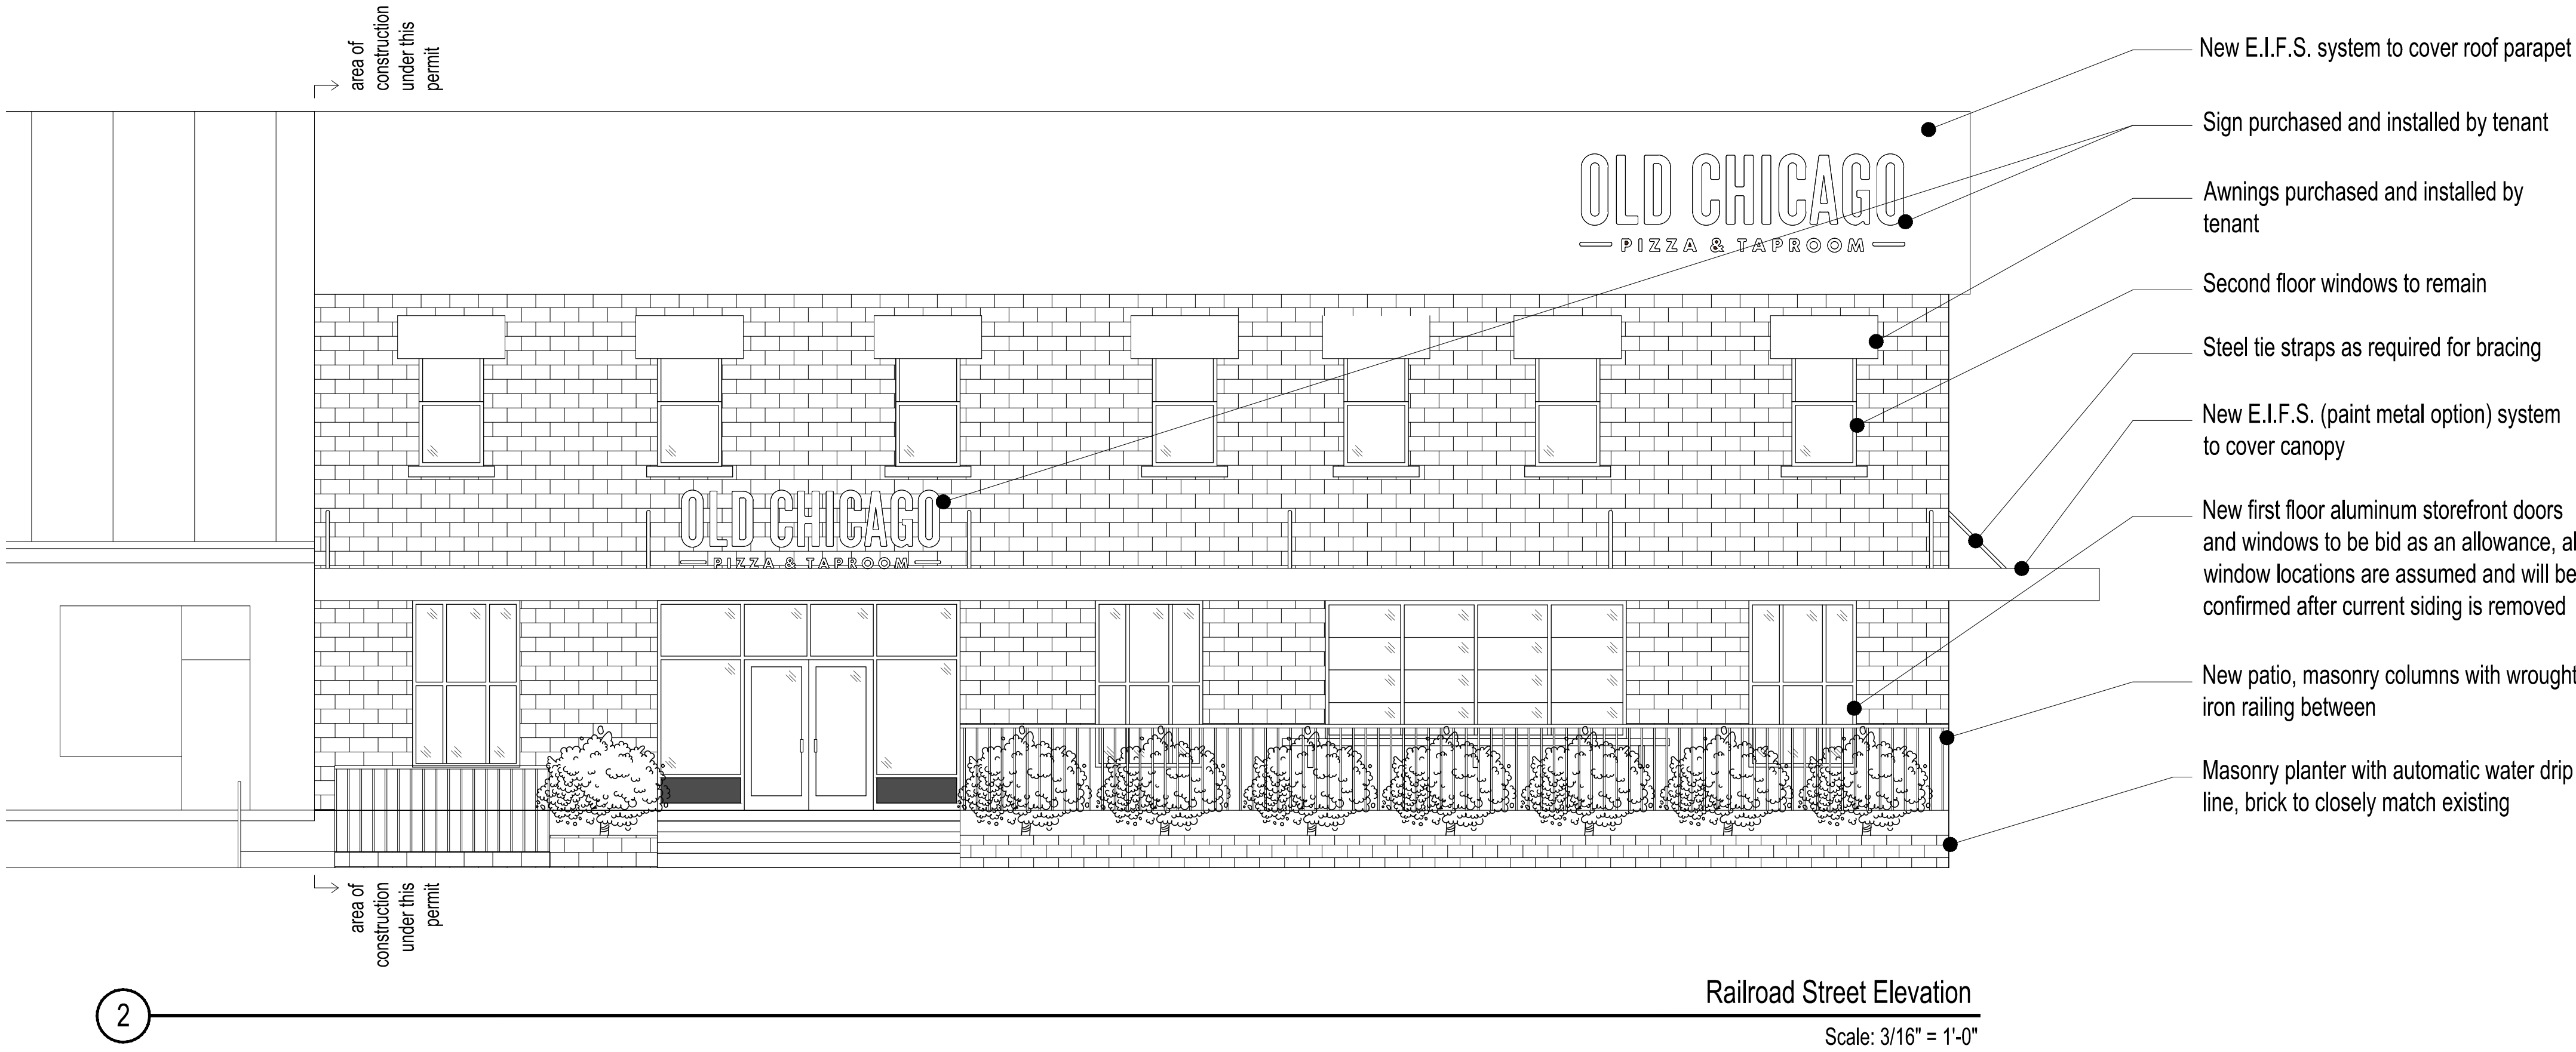 area of
construction
under this
permit
New E.I.F.S. system to cover roof parapet
Sign purchased and installed by tenant
OLD CHICAGO
PIZZA & TAPROOM
Awnings purchased and installed by
tenant
Second floor windows to remain
Steel tie straps as required for bracing
New E.I.F.S. (paint metal option) system
to cover canopy
OLD CHICAGO
PIZZA & TAPROOM
New first floor aluminum storefront doors
and windows to be bid as an allowance, al
window locations are assumed and will be
confirmed after current siding is removed
New patio, masonry columns with wrought
iron railing between
Masonry planter with automatic water drip
line, brick to closely match existing
area of
construction
under this
permit
2
Railroad Street Elevation
Scale: 3/16" = 1'-0"